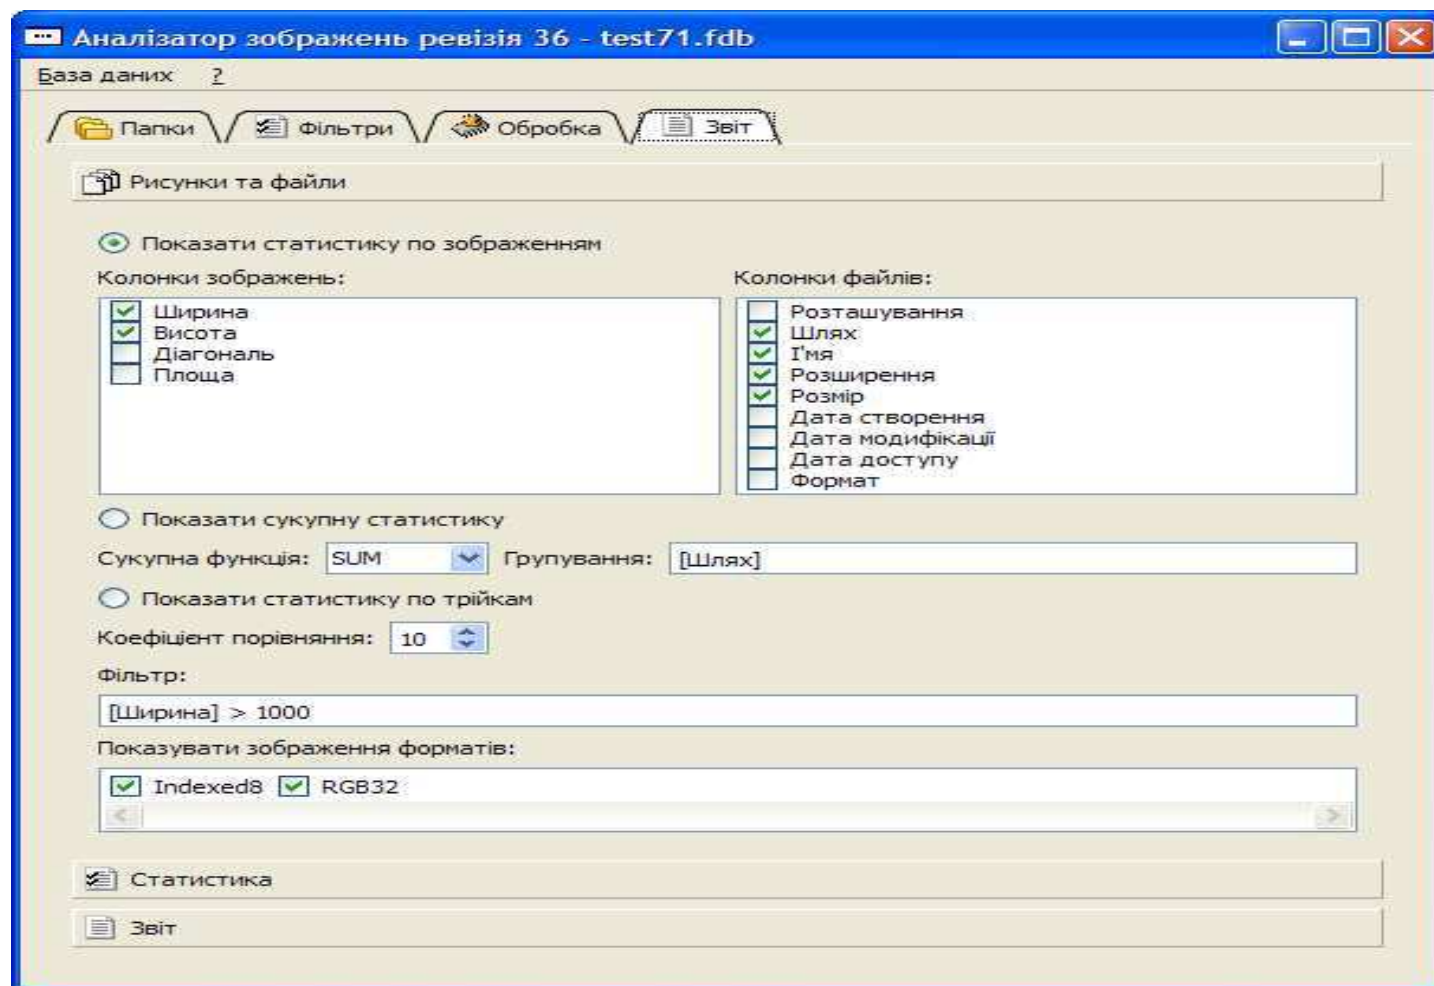 Аналізатор зображень ревізія 36 - test71.fdb
База даних ?
Папки Фільтри Обробка Звіт
Рисунки та файли
Показати статистику по зображенням
Колонки зображень: Колонки файлів:
Ширина
Висота
Діагональ
Площа
Розташування
Шлях
І'мя
Розширення
Розмір
Дата створення
Дата модифікації
Дата доступу
Формат
Показати сукупну статистику
Сукупна функція: SUM Групування: [Шлях]
Показати статистику по трійкам
Коефіцієнт порівняння: 10
Фільтр:
[Ширина] > 1000
Показувати зображення форматів:
Indexed8 RGB32
Статистика
Звіт